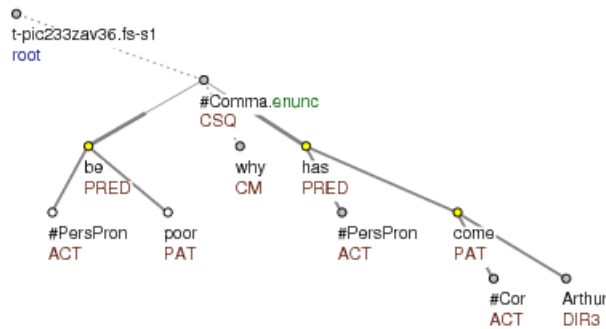 t-pic233zav36.fs-s1
root
#Comma.enunc
CSQ
be why has
PRED CM PRED
#PersPron poor #PersPron come
ACT PAT ACT PAT
#Cor Arthur
ACT DIR3